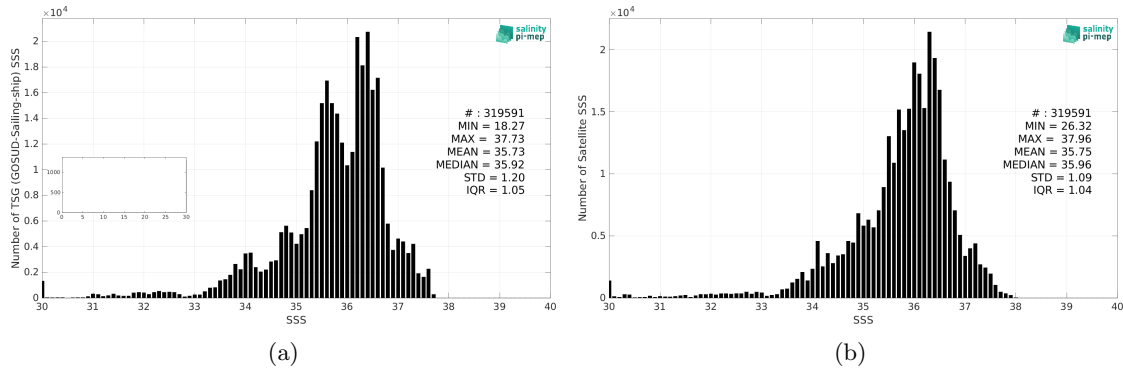 ×10⁴
salinity
pi-mep
Number of TSG (GOSUD-Sailing-ship) SSS
2
1.8
1.6
1.4
1.2
1
0.8
0.6
0.4
0.2
0
# : 319591
MIN = 18.27
MAX = 37.73
MEAN = 35.73
MEDIAN = 35.92
STD = 1.20
IQR = 1.05
1000
500
0
0 5 10 15 20 25 30
30 31 32 33 34 35 36 37 38 39 40
SSS
(a)
×10⁴
salinity
pi-mep
Number of Satellite SSS
2
1.5
1
0.5
0
# : 319591
MIN = 26.32
MAX = 37.96
MEAN = 35.75
MEDIAN = 35.96
STD = 1.09
IQR = 1.04
30 31 32 33 34 35 36 37 38 39 40
SSS
(b)